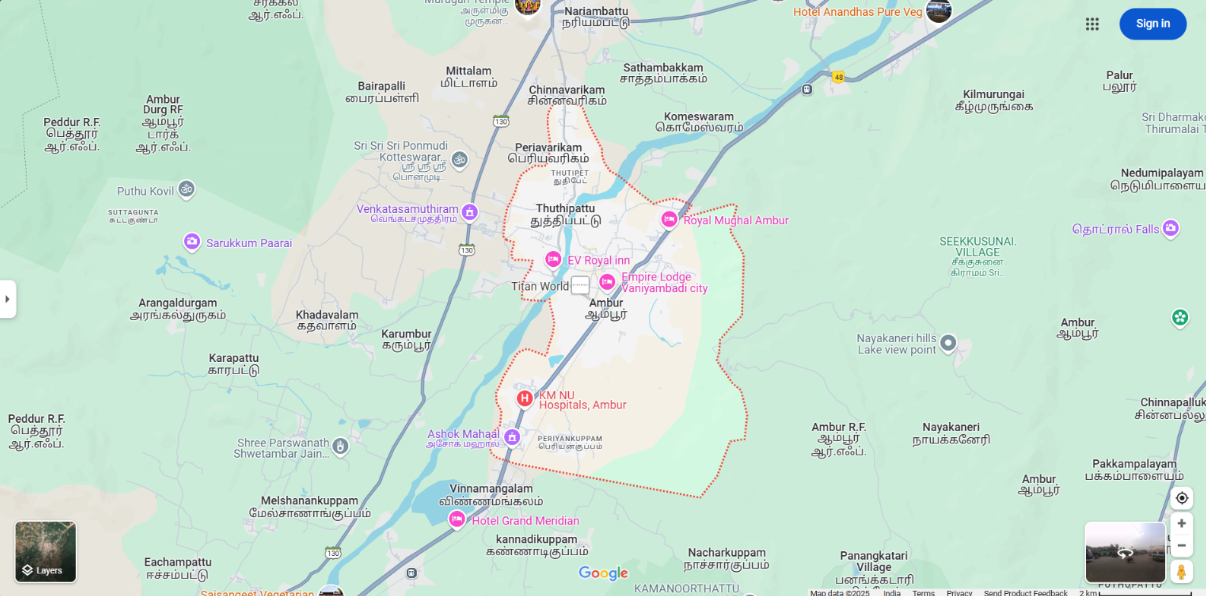 Nariambattu
நரியம்பட்டு
Hotel Anandhas Pure Veg
Sign in
Mittalam
மிட்டாளம்
Sathambakkam
சாத்தம்பாக்கம்
48
Palur
பலூர்
Bairapalli
பைரப்பள்ளி
Chinnavarikam
சின்னவரிகம்
Kilmurungai
கீழ்முருங்கை
Ambur
Durg RF
ஆம்பூர்
டார்க்
ஆர்.எஃப்.
Peddur R.F.
பெத்தூர்
ஆர்.எஃப்.
130
Komeswaram
கொமேஸ்வரம்
Sri Dharmako
Thirumalai T
Sri Sri Sri Ponmudi
Kotteswarar...
Periavarikam
பெரியவரிகம்
THUTIPET
துதிபேட்
Nedumipalayam
நெடுமிபாளைய
Puthu Kovil
SUTTAGUNTA
சுட்டகுண்டா
Venkatasamuthiram
வெங்கடசமுத்திரம்
Thuthipattu
துத்திப்பட்டு
Royal Mughal Ambur
Sarukkum Paarai
130
தொட்ரால் Falls
SEEKKUSUNAI.
VILLAGE
சீக்குசுனை
கிராமம் Sri...
EV Royal inn
Titan World
Empire Lodge
Vaniyambadi city
Ambur
ஆம்பூர்
Arangaldurgam
அரங்கல்துருகம்
Khadavalam
கதவாளம்
Karumbur
கரும்பூர்
Nayakaneri hills
Lake view point
Ambur
ஆம்பூர்
Karapattu
காரபட்டு
KM NU
Hospitals, Ambur
Chinnapalluk
சின்னபல்லு
Peddur R.F.
பெத்தூர்
ஆர்.எஃப்.
Ashok Mahaal
அசோக் மஹால்
PERIYANKUPPAM
பெரியன்குப்பம்
Shree Parswanath
Shwetambar Jain...
Ambur R.F.
ஆம்பூர்
ஆர்.எஃப்.
Nayakaneri
நாயக்கனேரி
Pakkampalayam
பக்கம்பாளையம்
Ambur
ஆம்பூர்
Vinnamangalam
விண்ணமங்கலம்
Melshanankuppam
மேல்சாணாங்குப்பம்
Hotel Grand Meridian
kannadikuppam
கண்ணாடிகுப்பம்
130
Nacharkuppam
நாச்சார்குப்பம்
Panangkatari
Village
பனங்க்கடாரி
Eachampattu
ஈச்சம்பட்டு
Layers
Google
KAMANOORTHATTU
Map data ©2025 India Terms Privacy Send Product Feedback 2 km